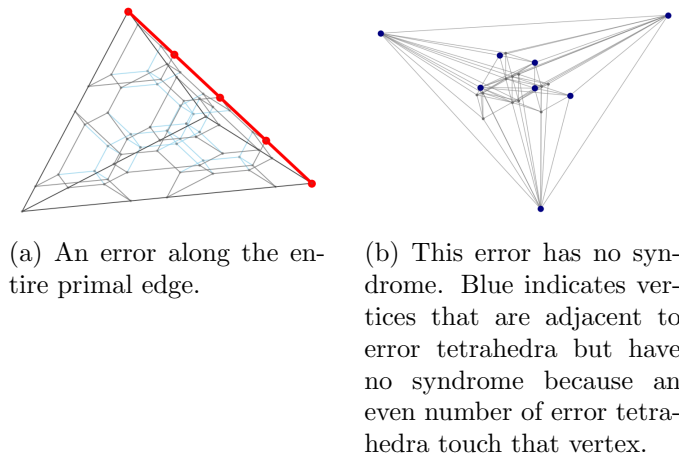 (a) An error along the en-
tire primal edge.
(b) This error has no syn-
drome. Blue indicates ver-
tices that are adjacent to
error tetrahedra but have
no syndrome because an
even number of error tetra-
hedra touch that vertex.